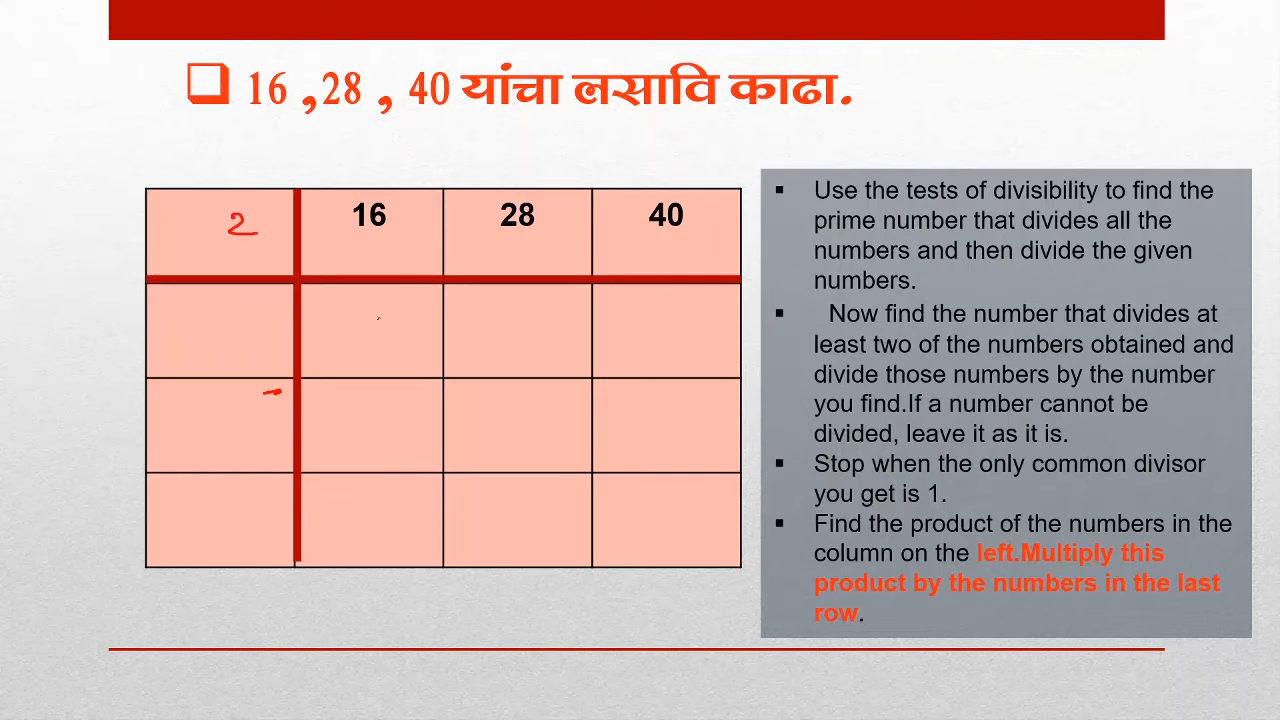 ❑ 16 ,28 , 40 यांचा लसावि काढा.
2 16 28 40
▪ Use the tests of divisibility to find the
prime number that divides all the
numbers and then divide the given
numbers.
▪ Now find the number that divides at
least two of the numbers obtained and
divide those numbers by the number
you find.If a number cannot be
divided, leave it as it is.
▪ Stop when the only common divisor
you get is 1.
▪ Find the product of the numbers in the
column on the left.Multiply this
product by the numbers in the last
row.